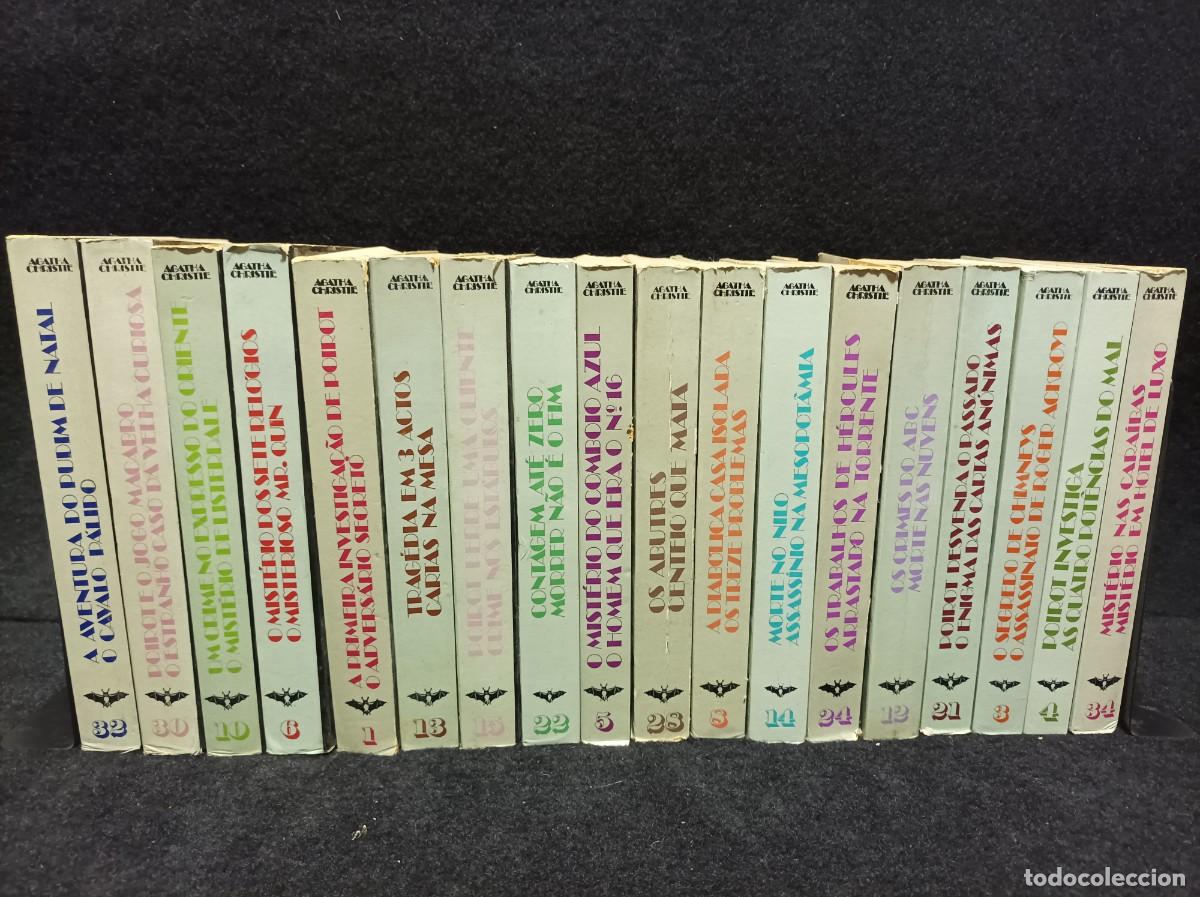 AGATHA
CHRISTIE
A AVENTURA DO PUDIM DE NATAL
O CAVALO PÁLIDO
32
AGATHA
CHRISTIE
POIROT E O JOGO MACABRO
O ESTRANHO CASO DA VELHA CURIOSA
30
AGATHA
CHRISTIE
UM CRIME NO EXPRESSO DO ORIENTE
O MISTÉRIO DE LISTERDALE
10
AGATHA
CHRISTIE
O MISTÉRIO DOS SETE RELÓGIOS
O MISTERIOSO MR. QUIN
6
AGATHA
CHRISTIE
A PRIMEIRA INVESTIGAÇÃO DE POIROT
O ADVERSÁRIO SECRETO
1
AGATHA
CHRISTIE
TRAGÉDIA EM 3 ACTOS
CARTAS NA MESA
13
AGATHA
CHRISTIE
POIROT PERDE UMA CLIENTE
CRIME NOS ESTÁBULOS
15
AGATHA
CHRISTIE
CONTAGEM ATÉ ZERO
MORRER NÃO É O FIM
22
AGATHA
CHRISTIE
O MISTÉRIO DO COMBOIO AZUL
O HOMEM QUE ERA O Nº 16
5
AGATHA
CHRISTIE
OS ABUTRES
CENTEIO QUE MATA
28
AGATHA
CHRISTIE
A DIABÓLICA CASA ISOLADA
OS TREZE PROBLEMAS
8
AGATHA
CHRISTIE
MORTE NO NILO
ASSASSÍNIO NA MESOPOTÂMIA
14
AGATHA
CHRISTIE
OS TRABALHOS DE HÉRCULES
ARRASTADO NA TORRENTE
24
AGATHA
CHRISTIE
OS CRIMES DO ABC
MORTE NAS NUVENS
12
AGATHA
CHRISTIE
POIROT DESVENDA O PASSADO
O ENIGMA DAS CARTAS ANÓNIMAS
21
AGATHA
CHRISTIE
O SEGREDO DE CHIMNEYS
O ASSASSINATO DE ROGER ACKROYD
3
AGATHA
CHRISTIE
POIROT INVESTIGA
AS QUATRO POTÊNCIAS DO MAL
4
AGATHA
CHRISTIE
MISTÉRIO NAS CARAÍBAS
MISTÉRIO EM HOTEL DE LUXO
34
todocoleccion